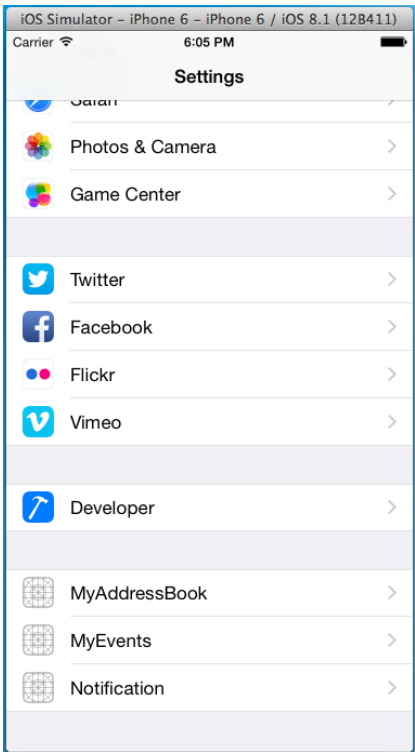 iOS Simulator – iPhone 6 – iPhone 6 / iOS 8.1 (12B411)
Carrier 6:05 PM
Settings
Safari
Photos & Camera
Game Center
Twitter
Facebook
Flickr
Vimeo
Developer
MyAddressBook
MyEvents
Notification